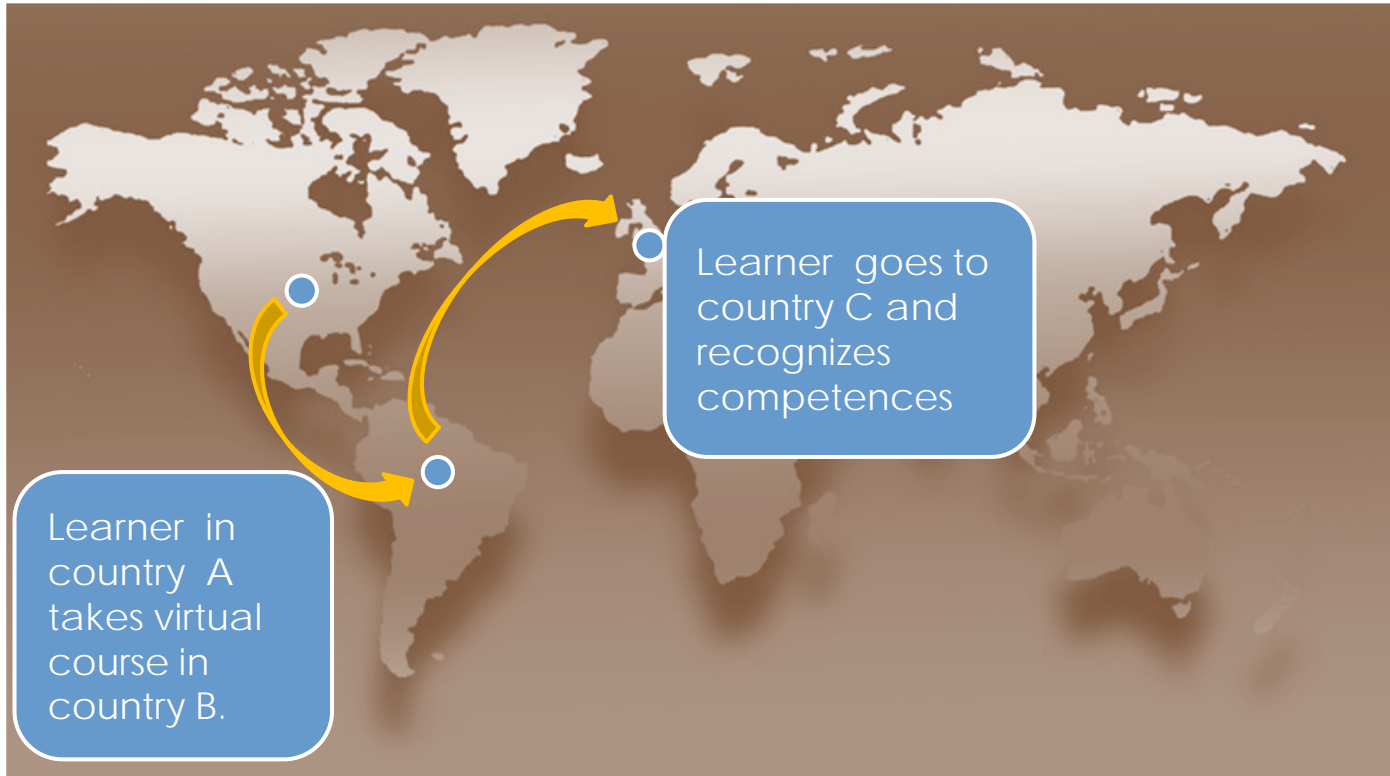 Learner goes to
country C and
recognizes
competences
Learner in
country A
takes virtual
course in
country B.